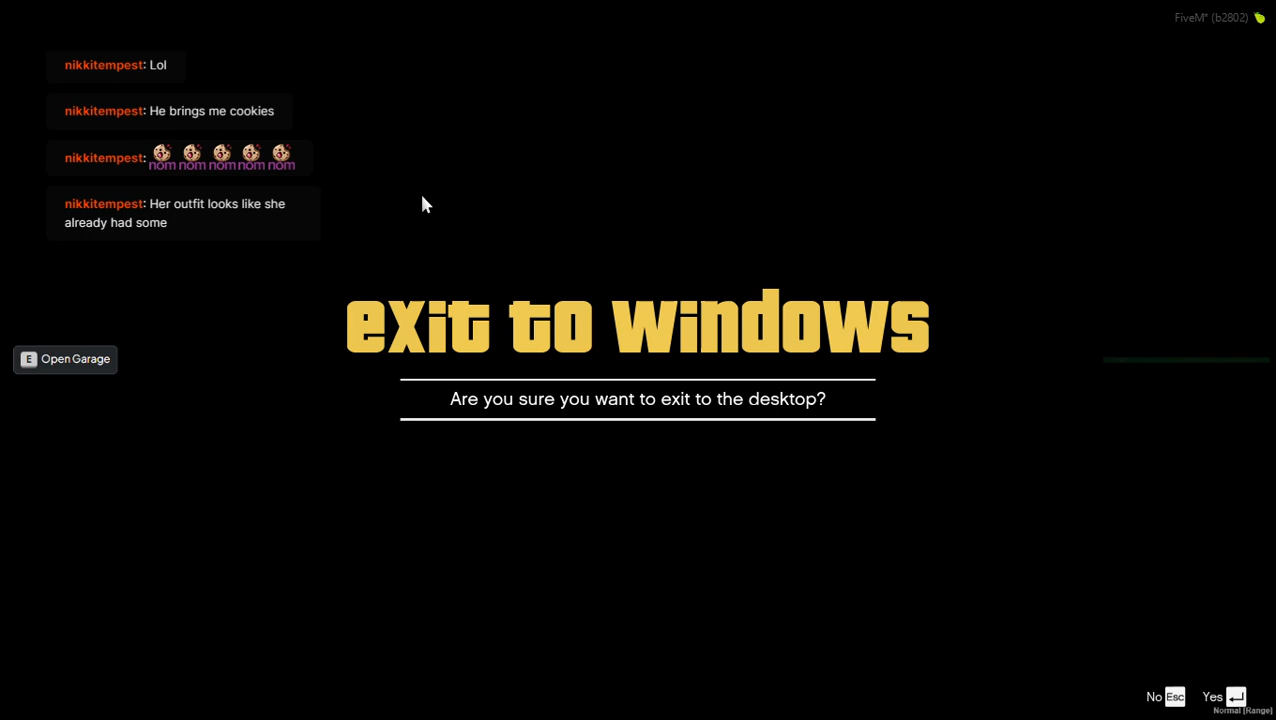 FiveM* (b2802)
nikkitempest: Lol
nikkitempest: He brings me cookies
nikkitempest: nom nom nom nom nom
nikkitempest: Her outfit looks like she
already had some
exit to windows
E Open Garage
Are you sure you want to exit to the desktop?
No Esc Yes
Normal [Range]